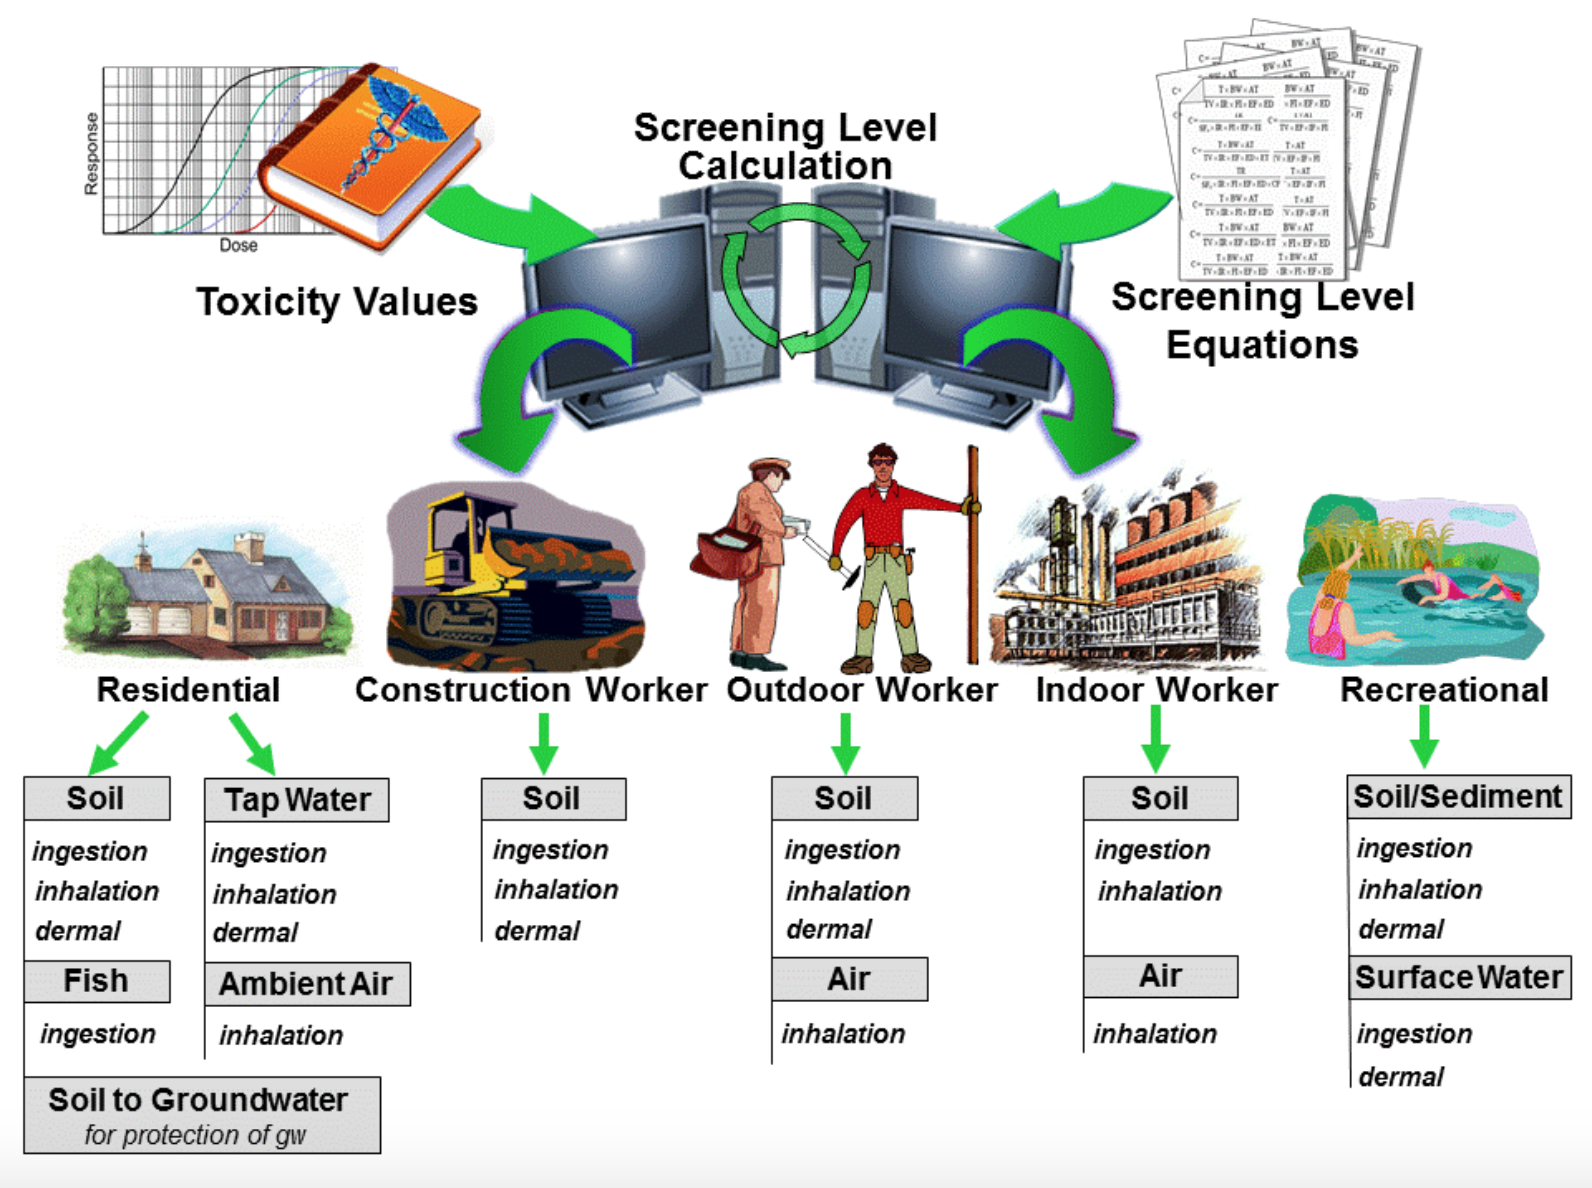 Response
Dose
Toxicity Values
Screening Level
Calculation
Screening Level
Equations
Residential
Construction Worker
Outdoor Worker
Indoor Worker
Recreational
Soil
ingestion
inhalation
dermal
Fish
ingestion
Soil to Groundwater
for protection of gw
Tap Water
ingestion
inhalation
dermal
Ambient Air
inhalation
Soil
ingestion
inhalation
dermal
Soil
ingestion
inhalation
dermal
Air
inhalation
Soil
ingestion
inhalation
Air
inhalation
Soil/Sediment
ingestion
inhalation
dermal
Surface Water
ingestion
dermal